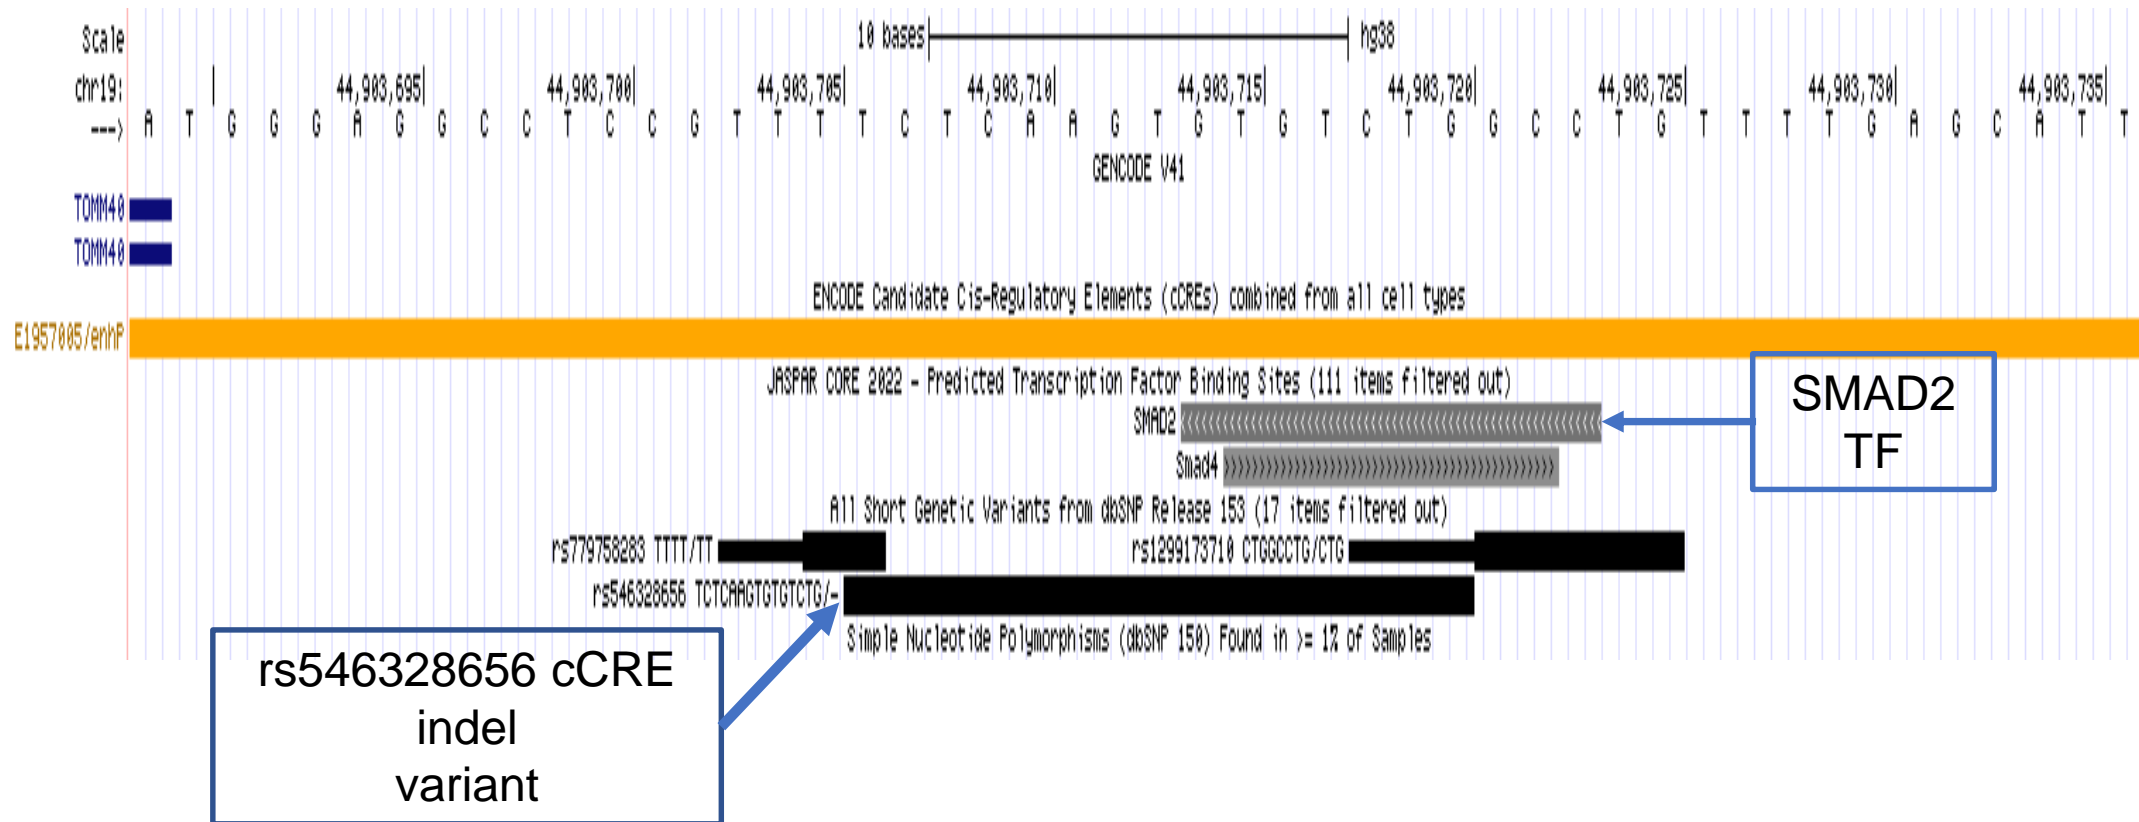 Scale 10 bases hg38
chr19: 44,903,695 44,903,700 44,903,705 44,903,710 44,903,715 44,903,720 44,903,725 44,903,730 44,903,735
---> A T G G G A G G C C T C C G T T T T C T C A A G T G T G T C T G G C C T G T T T T G A G C A T T
GENCODE V41
TOMM40
TOMM40
ENCODE Candidate Cis-Regulatory Elements (cCREs) combined from all cell types
E1957005/enhP
JASPAR CORE 2022 - Predicted Transcription Factor Binding Sites (111 items filtered out)
SMAD2
Smad4
SMAD2
TF
All Short Genetic Variants from dbSNP Release 153 (17 items filtered out)
rs779758283 TTTT/TT rs1299173710 CTGGCCTG/CTG
rs546328656 TCTCAAGTGTGTCTG/-
Simple Nucleotide Polymorphisms (dbSNP 150) Found in >= 1% of Samples
rs546328656 cCRE
indel
variant